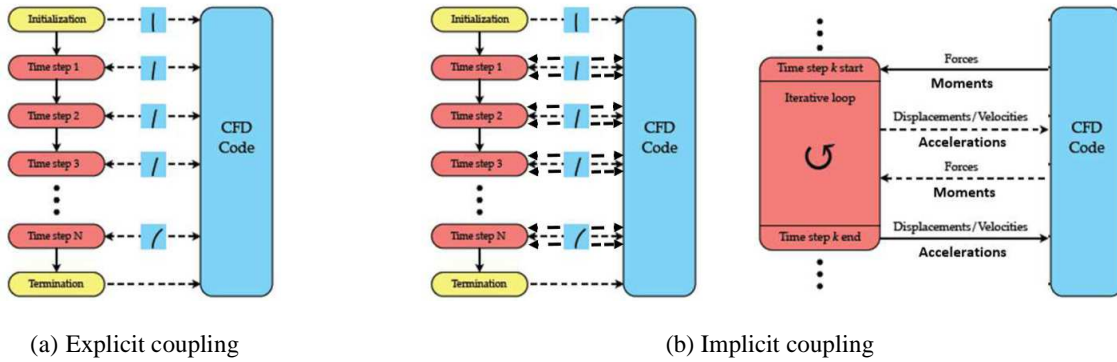 Initialization
Time step 1
Time step 2
Time step 3
Time step N
Termination
CFD
Code
(a) Explicit coupling
Initialization
Time step 1
Time step 2
Time step 3
Time step N
Termination
CFD
Code
Time step k start
Iterative loop
Time step k end
Forces
Moments
Displacements/Velocities
Accelerations
Forces
Moments
Displacements/Velocities
Accelerations
CFD
Code
(b) Implicit coupling